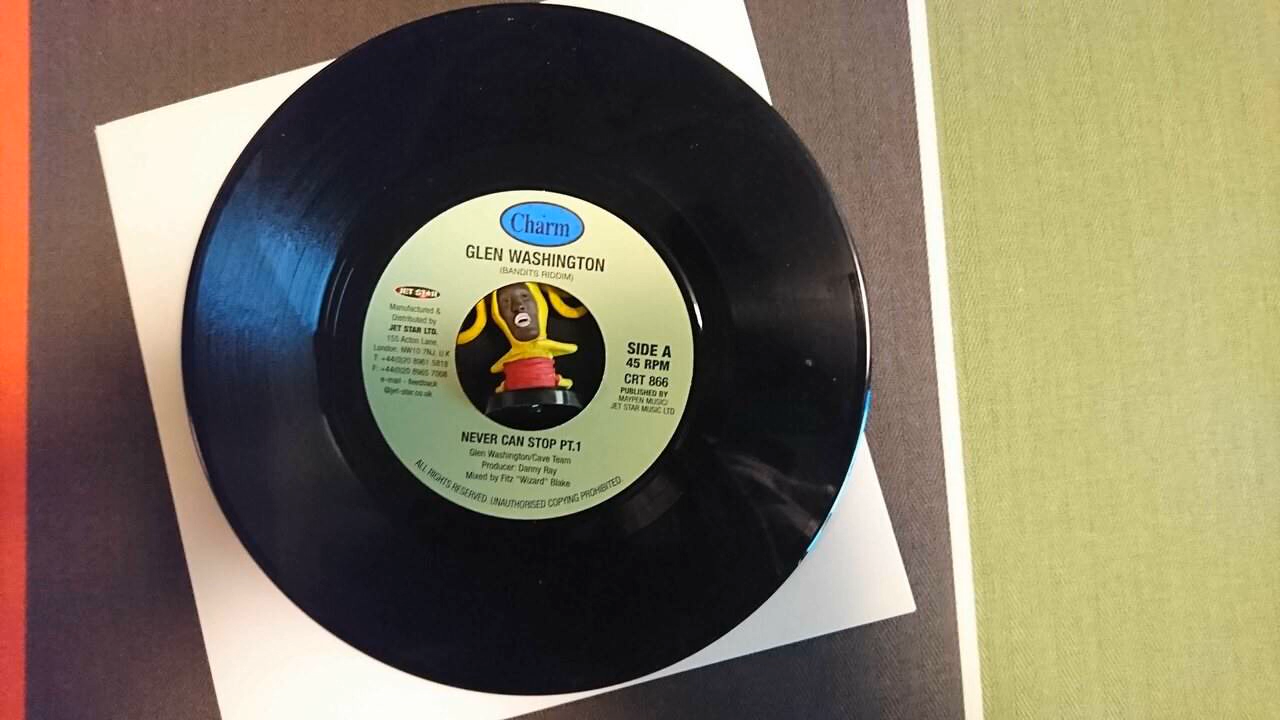 Charm
GLEN WASHINGTON
(BANDITS RIDDIM)
JET STAR
Manufactured &
Distributed by
JET STAR LTD.
155 Acton Lane,
London, NW10 7NJ, U.K
T: +44(0)20 8961 5818
F: +44(0)20 8965 7008
e-mail - feedback
@jet-star.co.uk
SIDE A
45 RPM
CRT 866
PUBLISHED BY
MAYPEN MUSIC/
JET STAR MUSIC LTD
NEVER CAN STOP PT.1
Glen Washington/Cave Team
Producer: Danny Ray
Mixed by Fitz "Wizard" Blake
ALL RIGHTS RESERVED. UNAUTHORISED COPYING PROHIBITED.